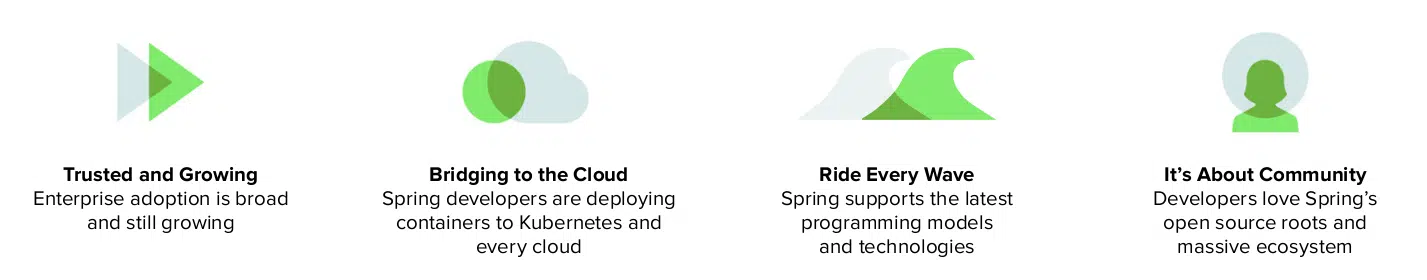 Trusted and Growing
Enterprise adoption is broad
and still growing
Bridging to the Cloud
Spring developers are deploying
containers to Kubernetes and
every cloud
Ride Every Wave
Spring supports the latest
programming models
and technologies
It’s About Community
Developers love Spring’s
open source roots and
massive ecosystem